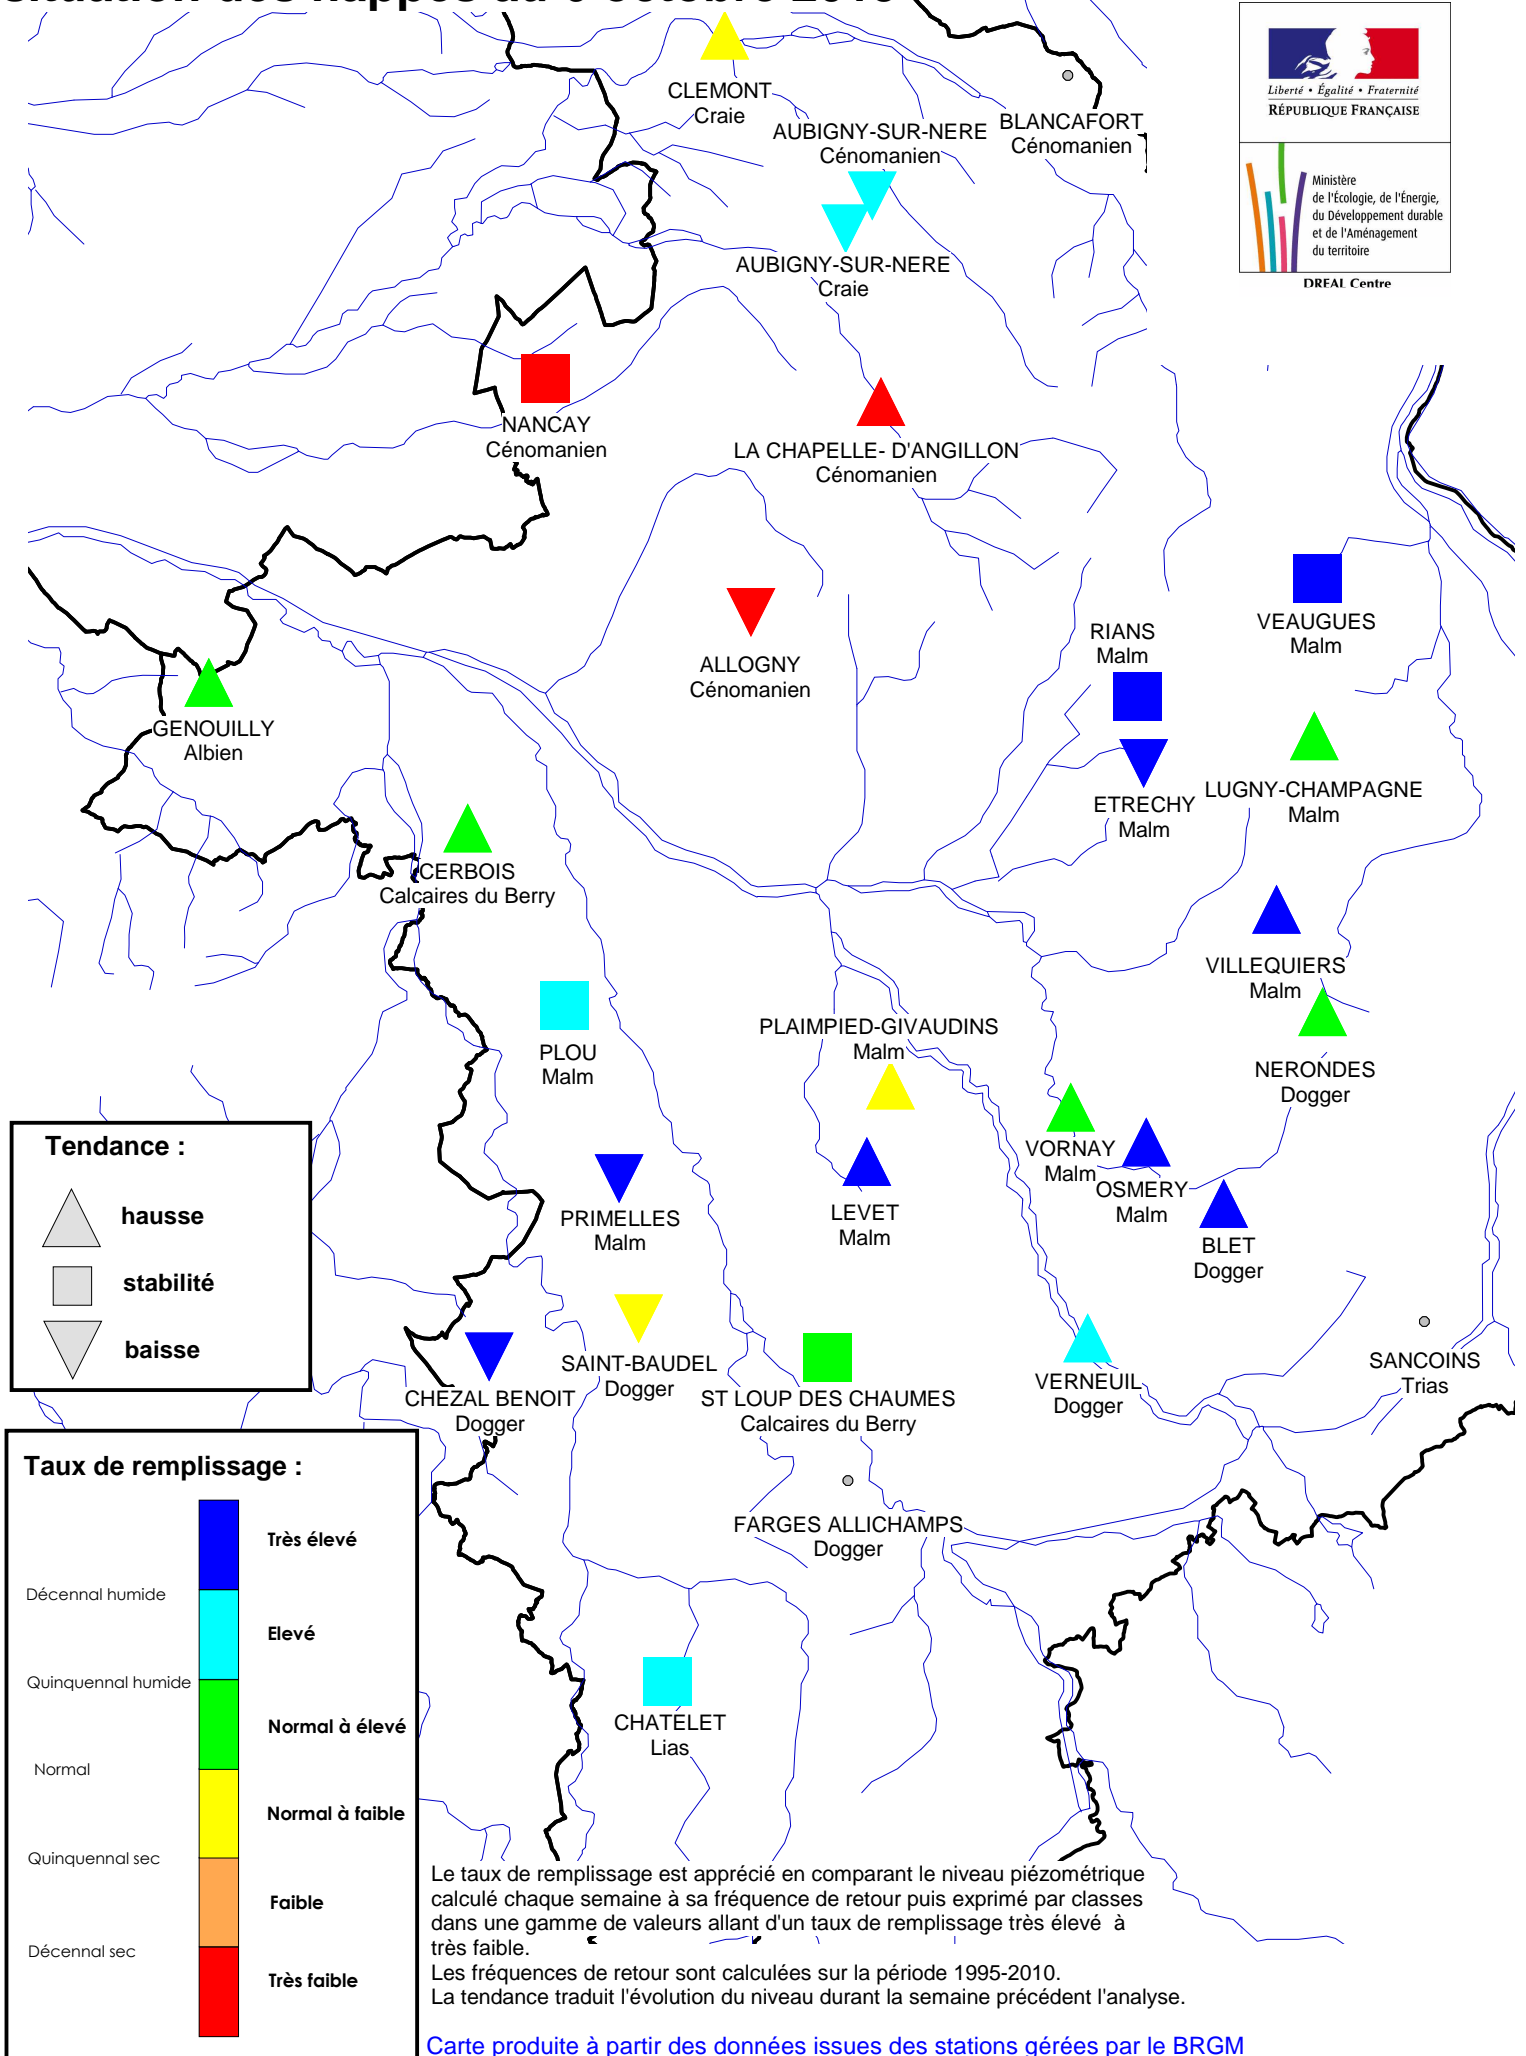 CLEMONT
Craie
AUBIGNY-SUR-NERE
Cénomanien
BLANCAFORT
Cénomanien
Liberté • Égalité • Fraternité
RÉPUBLIQUE FRANÇAISE
Ministère
de l'Écologie, de l'Énergie,
du Développement durable
et de l'Aménagement
du territoire
DREAL Centre
AUBIGNY-SUR-NERE
Craie
NANCAY
Cénomanien
LA CHAPELLE- D'ANGILLON
Cénomanien
ALLOGNY
Cénomanien
RIANS
Malm
VEAUGUES
Malm
GENOUILLY
Albien
ETRECHY
Malm
LUGNY-CHAMPAGNE
Malm
CERBOIS
Calcaires du Berry
VILLEQUIERS
Malm
PLOU
Malm
PLAIMPIED-GIVAUDINS
Malm
NERONDES
Dogger
VORNAY
Malm
OSMERY
Malm
PRIMELLES
Malm
LEVET
Malm
BLET
Dogger
Tendance :
hausse
stabilité
baisse
CHEZAL BENOIT
Dogger
SAINT-BAUDEL
Dogger
ST LOUP DES CHAUMES
Calcaires du Berry
VERNEUIL
Dogger
SANCOINS
Trias
FARGES ALLICHAMPS
Dogger
CHATELET
Lias
Taux de remplissage :
Très élevé
Décennal humide
Elevé
Quinquennal humide
Normal à élevé
Normal
Normal à faible
Quinquennal sec
Faible
Décennal sec
Très faible
Le taux de remplissage est apprécié en comparant le niveau piézométrique
calculé chaque semaine à sa fréquence de retour puis exprimé par classes
dans une gamme de valeurs allant d'un taux de remplissage très élevé à
très faible.
Les fréquences de retour sont calculées sur la période 1995-2010.
La tendance traduit l'évolution du niveau durant la semaine précédent l'analyse.
Carte produite à partir des données issues des stations gérées par le BRGM